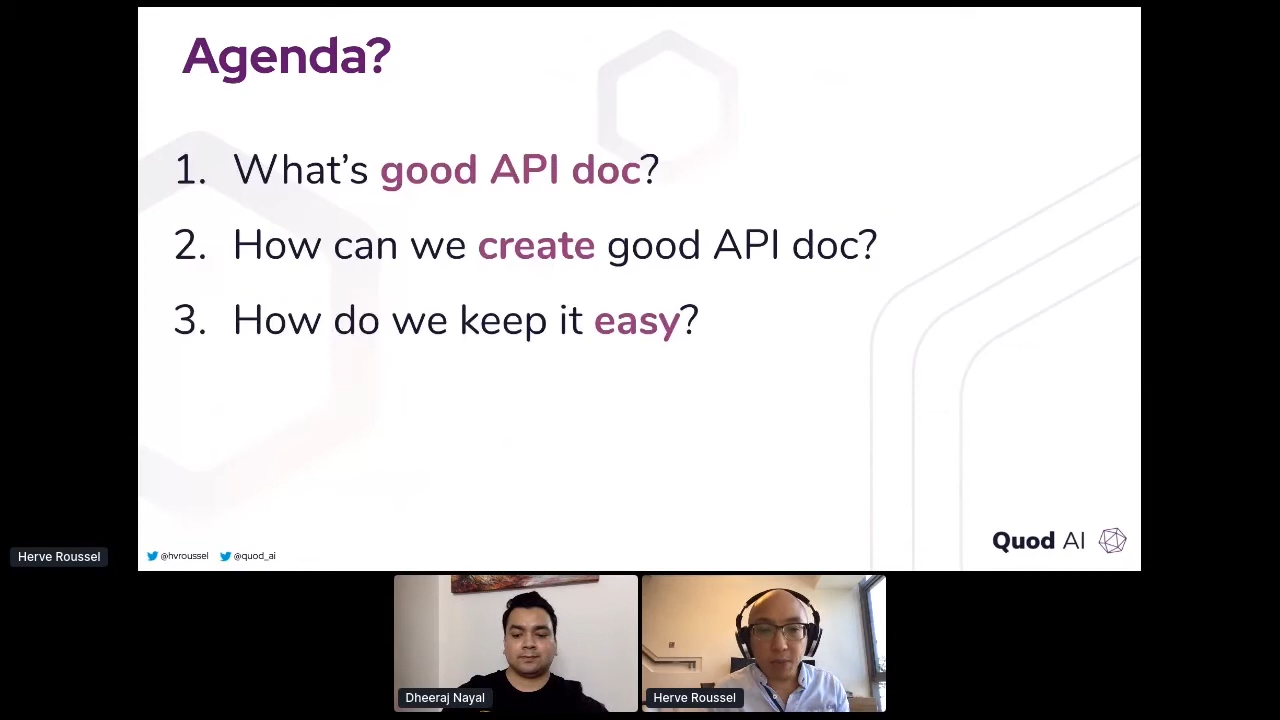 Agenda?
1. What's good API doc?
2. How can we create good API doc?
3. How do we keep it easy?
Herve Roussel
@hvroussel @quod_ai
Quod AI
Dheeraj Nayal
Herve Roussel